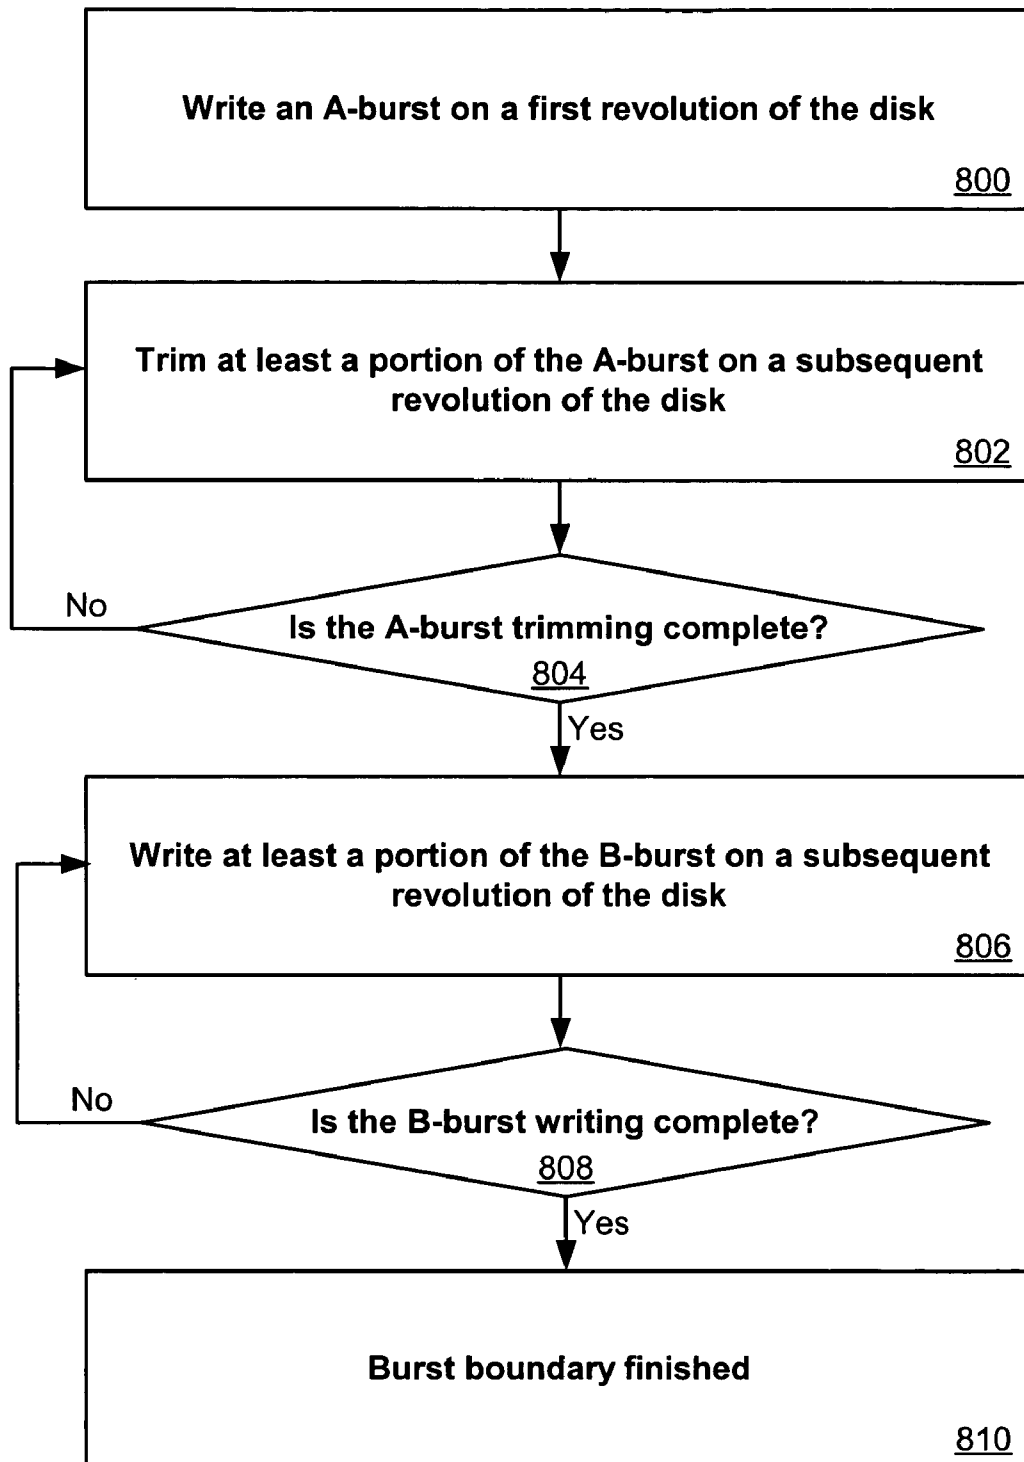 Write an A-burst on a first revolution of the disk
800
Trim at least a portion of the A-burst on a subsequent
revolution of the disk
802
No
Is the A-burst trimming complete?
804
Yes
Write at least a portion of the B-burst on a subsequent
revolution of the disk
806
No
Is the B-burst writing complete?
808
Yes
Burst boundary finished
810